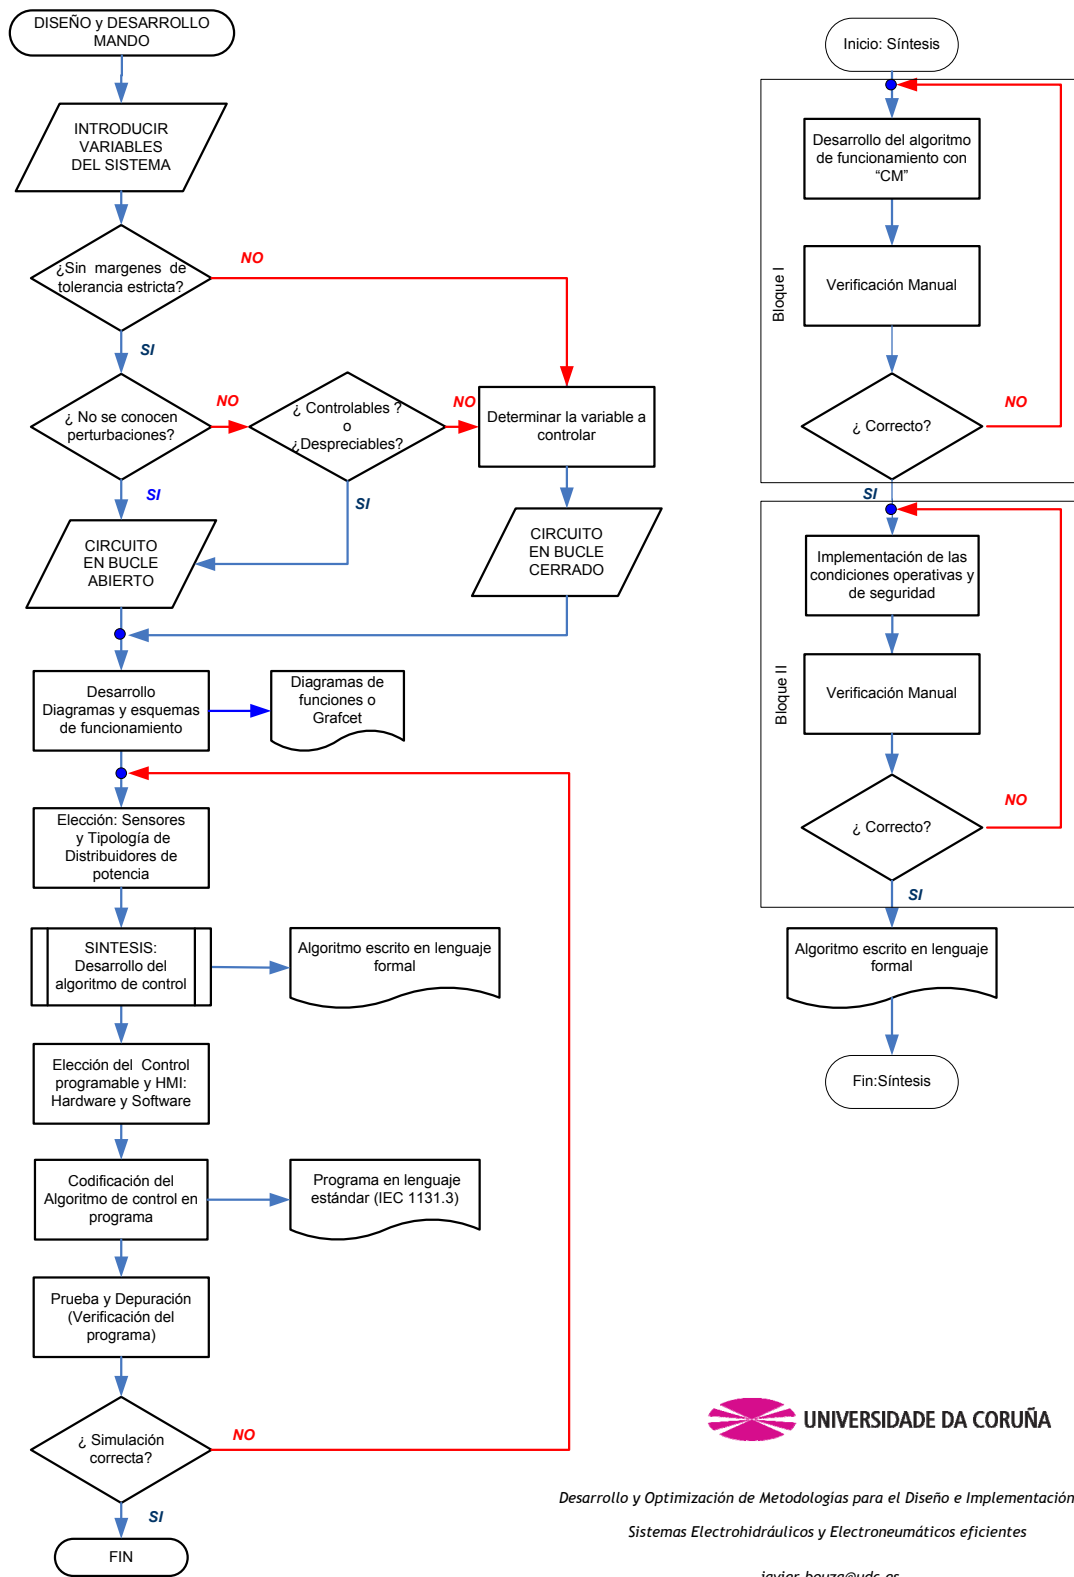 DISEÑO y DESARROLLO
MANDO
INTRODUCIR
VARIABLES
DEL SISTEMA
¿Sin margenes de
tolerancia estricta?
NO
SI
¿ No se conocen
perturbaciones?
NO
¿ Controlables ?
o
¿Despreciables?
NO
Determinar la variable a
controlar
SI
SI
CIRCUITO
EN BUCLE
ABIERTO
CIRCUITO
EN BUCLE
CERRADO
Desarrollo
Diagramas y esquemas
de funcionamiento
Diagramas de
funciones o
Grafcet
Elección: Sensores
y Tipología de
Distribuidores de
potencia
SINTESIS:
Desarrollo del
algoritmo de control
Algoritmo escrito en lenguaje
formal
Elección del Control
programable y HMI:
Hardware y Software
Codificación del
Algoritmo de control en
programa
Programa en lenguaje
estándar (IEC 1131.3)
Prueba y Depuración
(Verificación del
programa)
¿ Simulación
correcta?
NO
SI
FIN
Inicio: Síntesis
Bloque I
Desarrollo del algoritmo
de funcionamiento con
“CM”
Verificación Manual
¿ Correcto?
NO
SI
Bloque II
Implementación de las
condiciones operativas y
de seguridad
Verificación Manual
¿ Correcto?
NO
SI
Algoritmo escrito en lenguaje
formal
Fin:Síntesis
UNIVERSIDADE DA CORUÑA
Desarrollo y Optimización de Metodologías para el Diseño e Implementación
Sistemas Electrohidráulicos y Electroneumáticos eficientes
javier.bouza@udc.es